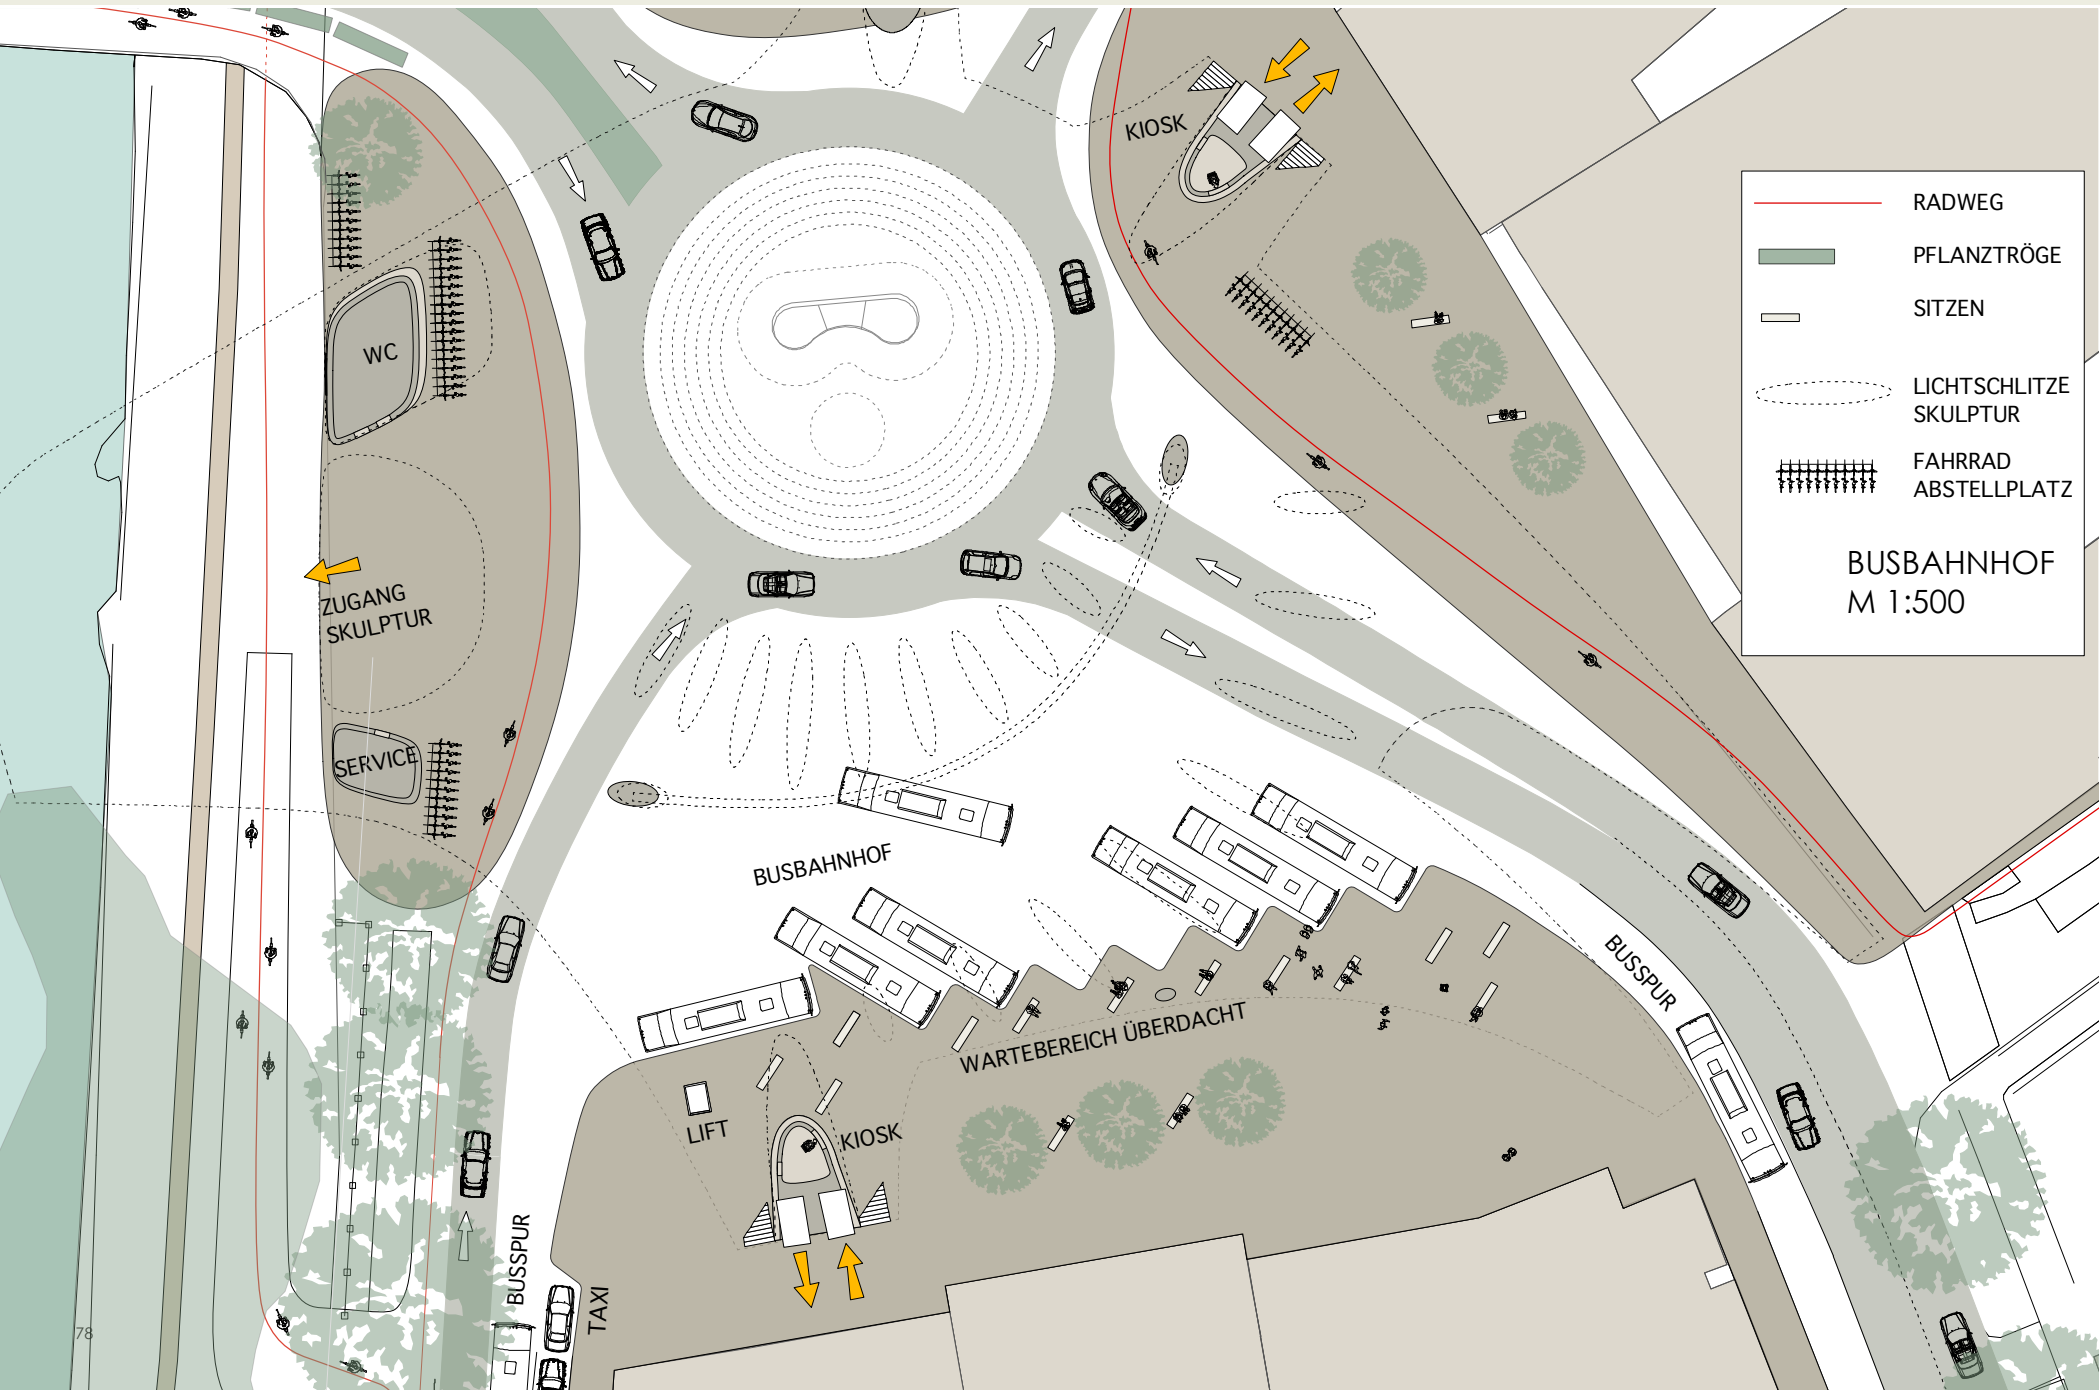 KIOSK
RADWEG
PFLANZTRÖGE
SITZEN
LICHTSCHLITZE
SKULPTUR
FAHRRAD
ABSTELLPLATZ
BUSBAHNHOF
M 1:500
WC
ZUGANG
SKULPTUR
SERVICE
BUSBAHNHOF
BUSSPUR
WARTEBEREICH ÜBERDACHT
LIFT
KIOSK
BUSSPUR
TAXI
78